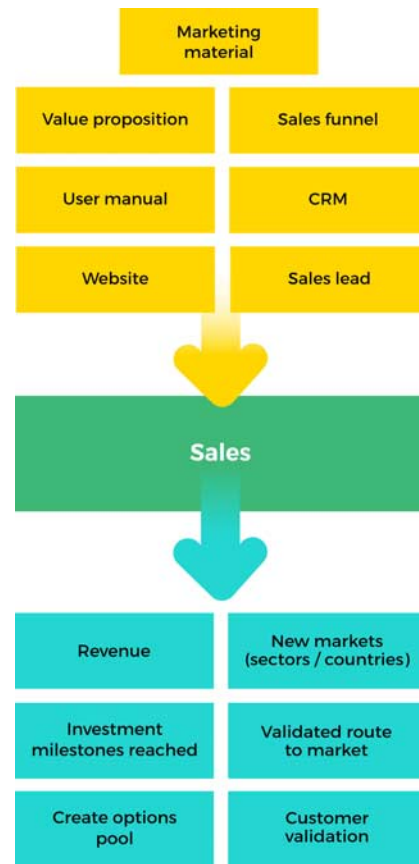 Marketing
material
Value proposition
Sales funnel
User manual
CRM
Website
Sales lead
Sales
Revenue
New markets
(sectors / countries)
Investment
milestones reached
Validated route
to market
Create options
pool
Customer
validation